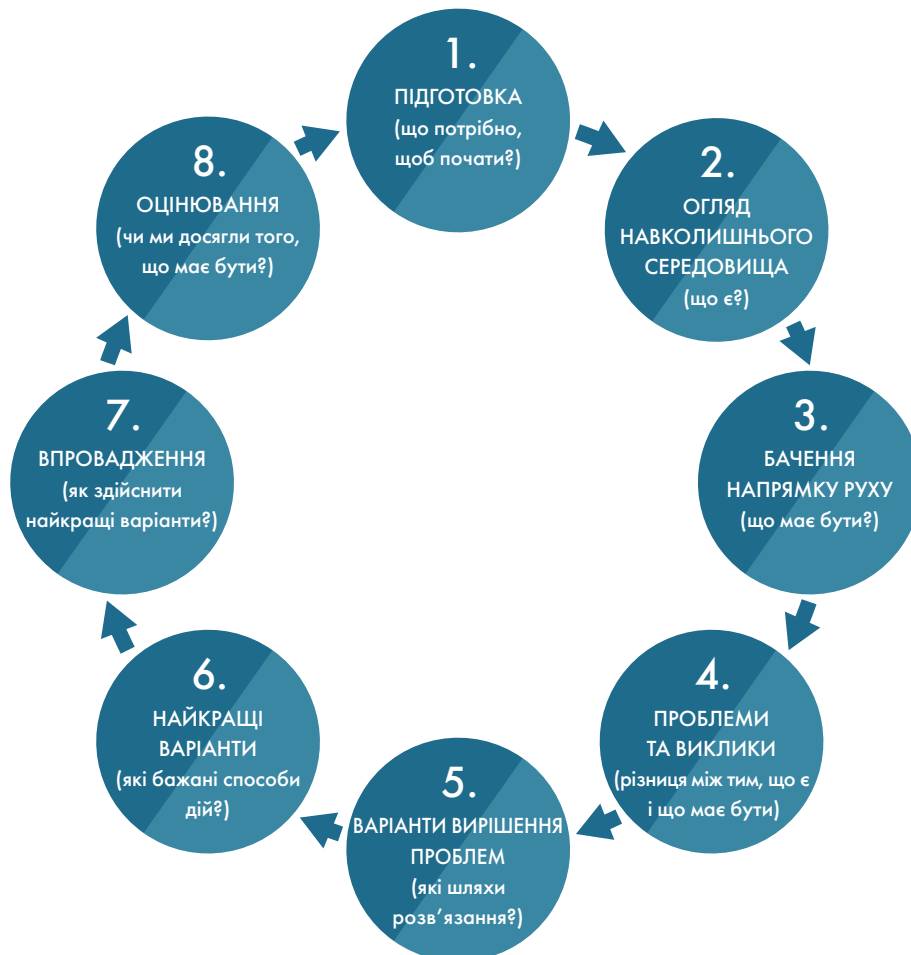 1.
ПІДГОТОВКА
(що потрібно,
щоб почати?)
2.
ОГЛЯД
НАВКОЛИШНЬОГО
СЕРЕДОВИЩА
(що є?)
3.
БАЧЕННЯ
НАПРЯМКУ РУХУ
(що має бути?)
4.
ПРОБЛЕМИ
ТА ВИКЛИКИ
(різниця між тим, що є
і що має бути)
5.
ВАРІАНТИ ВИРІШЕННЯ
ПРОБЛЕМ
(які шляхи
розв’язання?)
6.
НАЙКРАЩІ
ВАРІАНТИ
(які бажані способи
дій?)
7.
ВПРОВАДЖЕННЯ
(як здійснити
найкращі варіанти?)
8.
ОЦІНЮВАННЯ
(чи ми досягли того,
що має бути?)